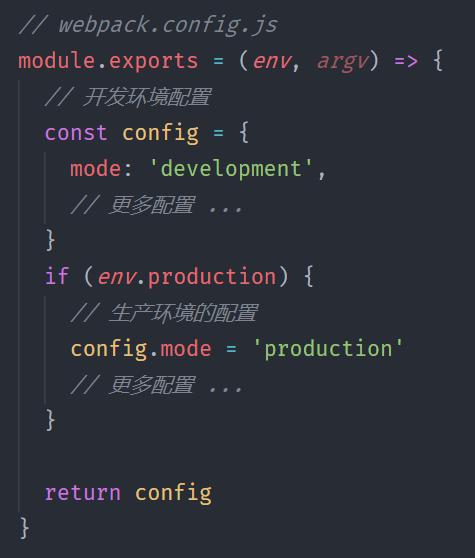 // webpack.config.js
module.exports = (env, argv) => {
  // 开发环境配置
  const config = {
    mode: 'development',
    // 更多配置 ...
  }
  if (env.production) {
    // 生产环境的配置
    config.mode = 'production'
    // 更多配置 ...
  }

  return config
}